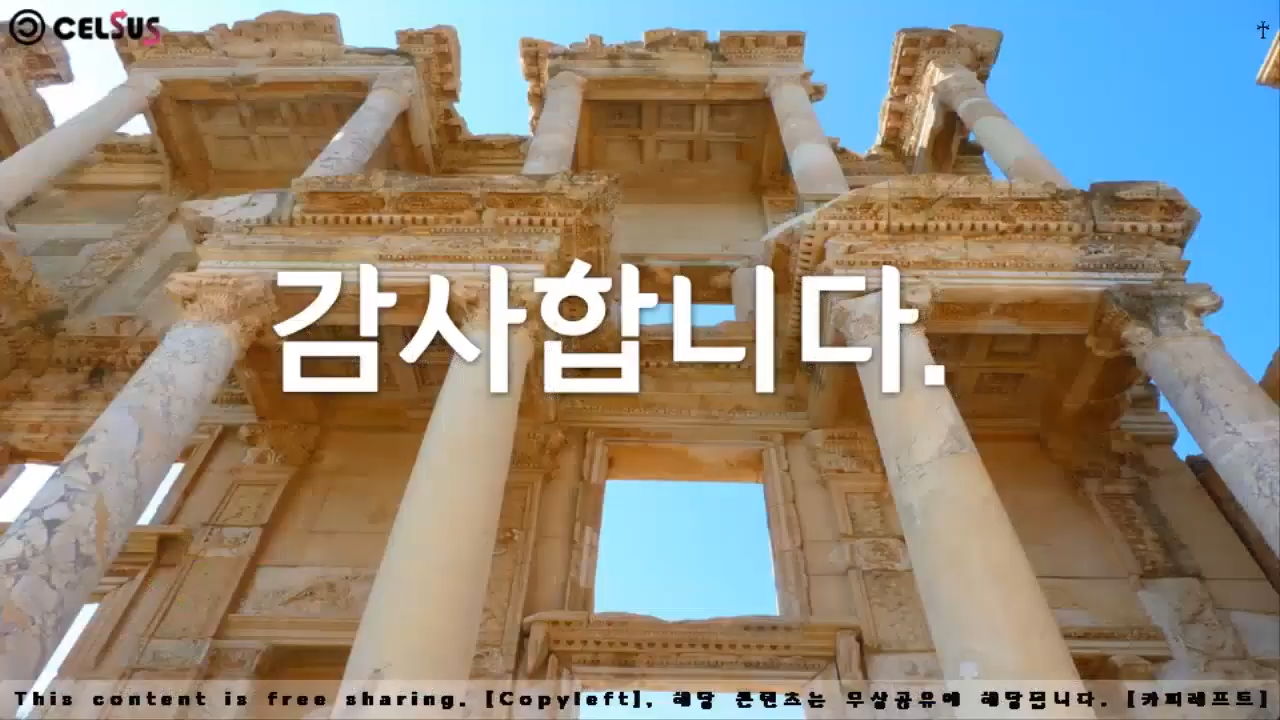 CELSUS
감사합니다.
This content is free sharing. [Copyleft], 해당 콘텐츠는 무상공유에 해당됩니다. [카피레프트]